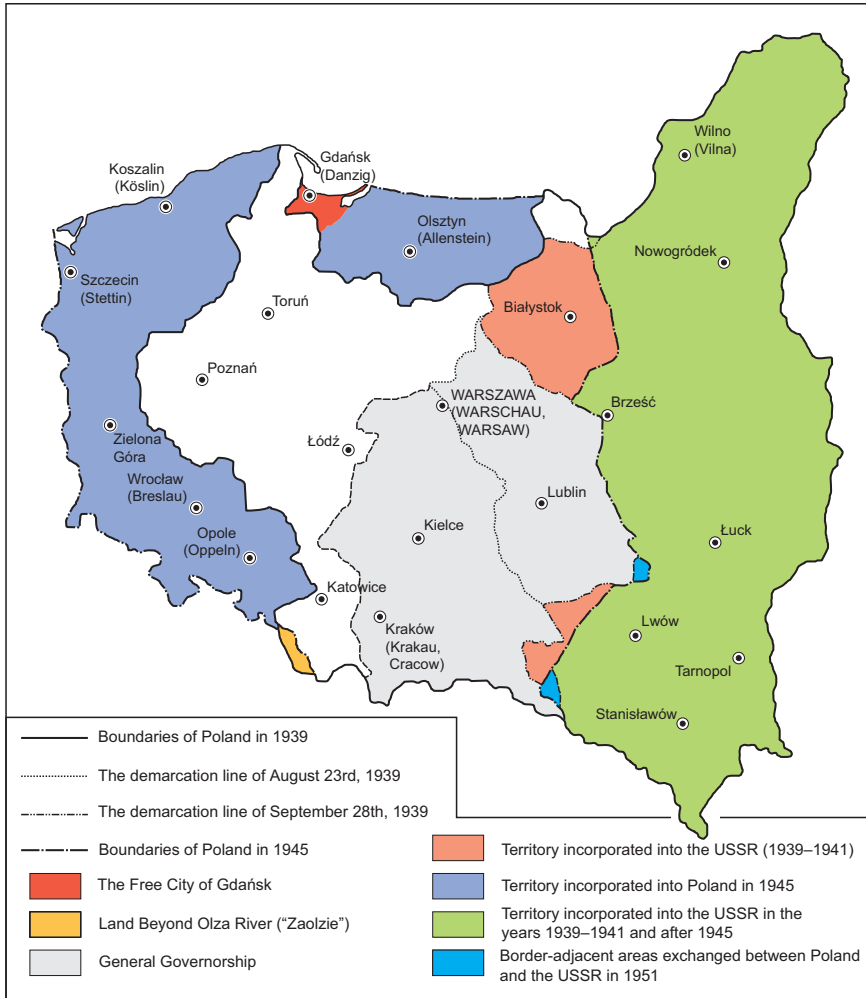 Wilno
(Vilna)
Gdańsk
(Danzig)
Koszalin
(Köslin)
Olsztyn
(Allenstein)
Nowogródek
Szczecin
(Stettin)
Toruń
Białystok
Poznań
WARSZAWA
(WARSCHAU,
WARSAW)
Brześć
Zielona
Góra
Łódź
Wrocław
(Breslau)
Lublin
Opole
(Oppeln)
Kielce
Łuck
Katowice
Kraków
(Krakau,
Cracow)
Lwów
Tarnopol
Stanisławów
Boundaries of Poland in 1939
The demarcation line of August 23rd, 1939
The demarcation line of September 28th, 1939
Boundaries of Poland in 1945
The Free City of Gdańsk
Land Beyond Olza River (“Zaolzie”)
General Governorship
Territory incorporated into the USSR (1939–1941)
Territory incorporated into Poland in 1945
Territory incorporated into the USSR in the
years 1939–1941 and after 1945
Border-adjacent areas exchanged between Poland
and the USSR in 1951